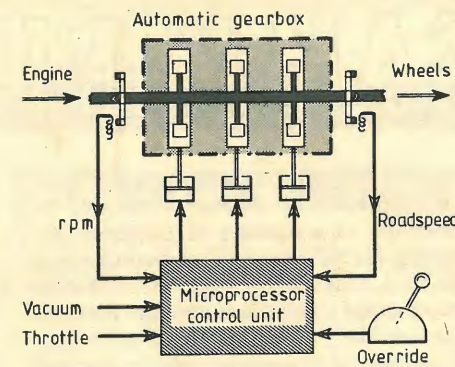 Automatic gearbox
Engine
Wheels
rpm
Roadspeed
Vacuum
Throttle
Microprocessor
control unit
Override